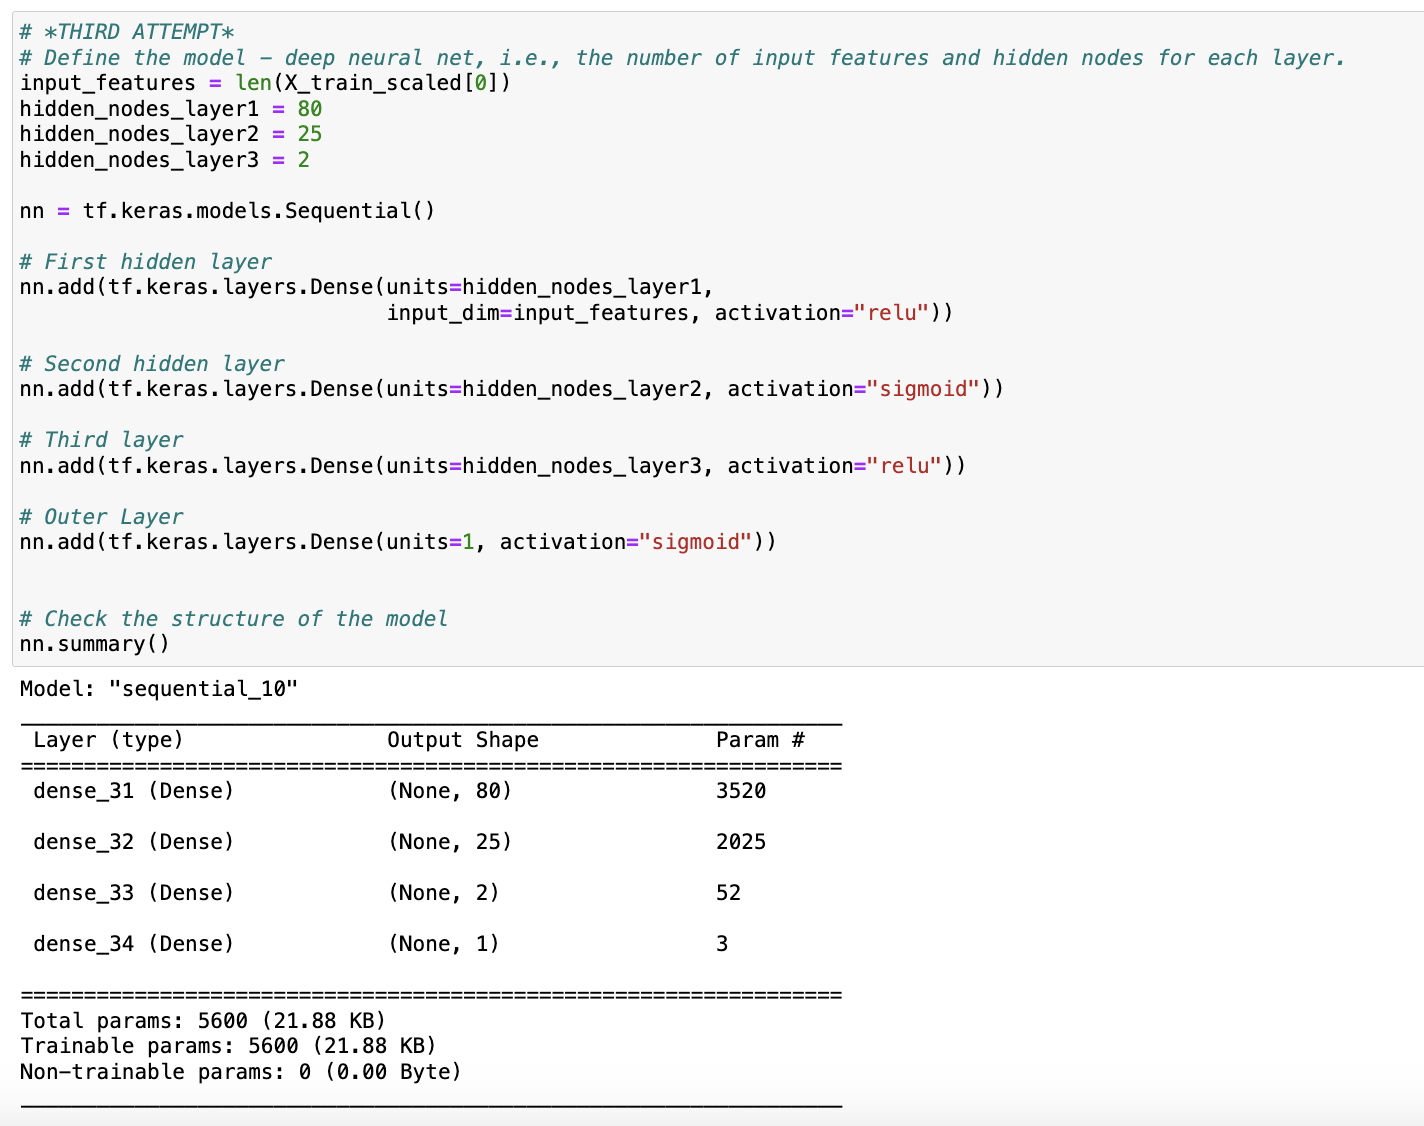 # *THIRD ATTEMPT*
# Define the model – deep neural net, i.e., the number of input features and hidden nodes for each layer.
input_features = len(X_train_scaled[0])
hidden_nodes_layer1 = 80
hidden_nodes_layer2 = 25
hidden_nodes_layer3 = 2
nn = tf.keras.models.Sequential()
# First hidden layer
nn.add(tf.keras.layers.Dense(units=hidden_nodes_layer1,
input_dim=input_features, activation="relu"))
# Second hidden layer
nn.add(tf.keras.layers.Dense(units=hidden_nodes_layer2, activation="sigmoid"))
# Third layer
nn.add(tf.keras.layers.Dense(units=hidden_nodes_layer3, activation="relu"))
# Outer Layer
nn.add(tf.keras.layers.Dense(units=1, activation="sigmoid"))
# Check the structure of the model
nn.summary()
Model: "sequential_10"
Layer (type) Output Shape Param #
=================================================================
dense_31 (Dense) (None, 80) 3520
dense_32 (Dense) (None, 25) 2025
dense_33 (Dense) (None, 2) 52
dense_34 (Dense) (None, 1) 3
=================================================================
Total params: 5600 (21.88 KB)
Trainable params: 5600 (21.88 KB)
Non-trainable params: 0 (0.00 Byte)